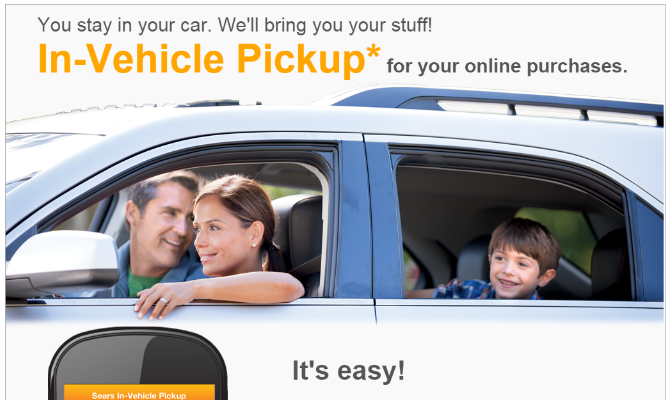 You stay in your car. We'll bring you your stuff!
In-Vehicle Pickup* for your online purchases.
It's easy!
Sears In-Vehicle Pickup